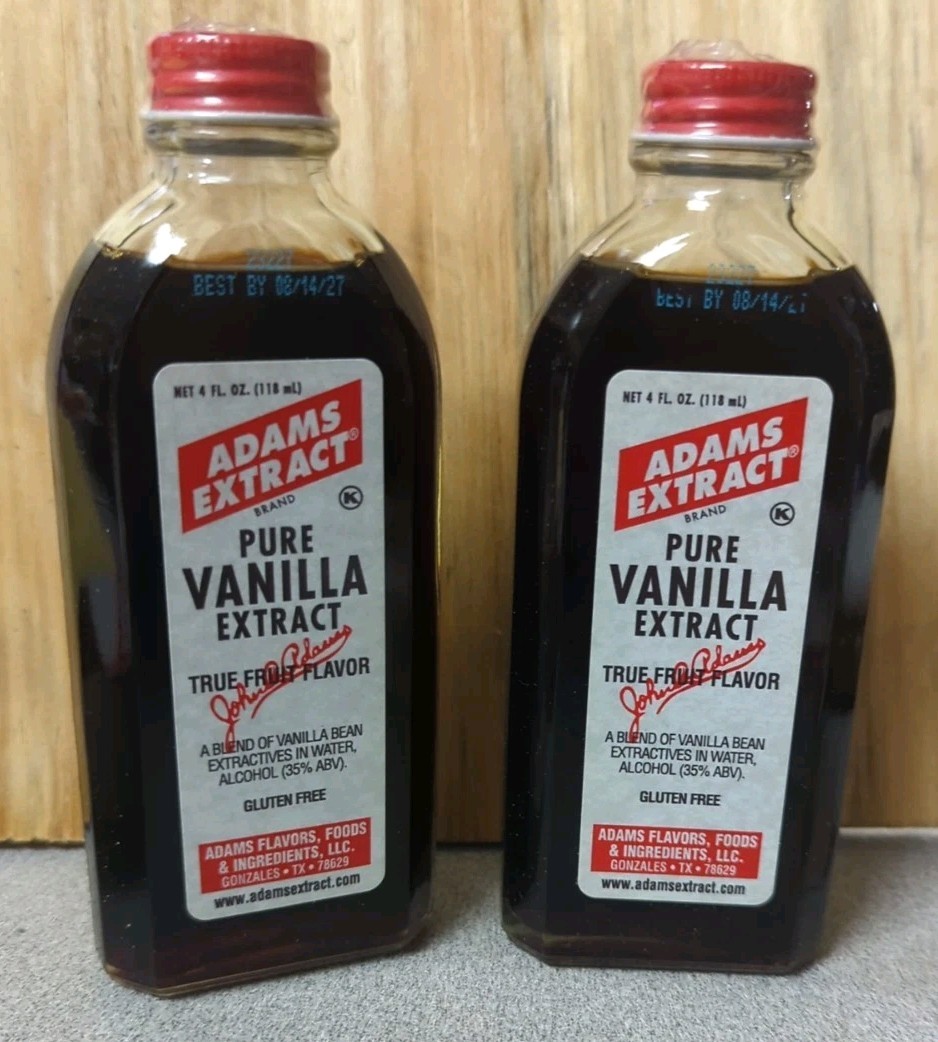 BEST BY 08/14/27
NET 4 FL. OZ. (118 mL)
ADAMS
EXTRACT®
BRAND
K
PURE
VANILLA
EXTRACT
TRUE FRUIT FLAVOR
John A. Adams
A BLEND OF VANILLA BEAN
EXTRACTIVES IN WATER,
ALCOHOL (35% ABV).
GLUTEN FREE
ADAMS FLAVORS, FOODS
& INGREDIENTS, LLC.
GONZALES • TX • 78629
www.adamsextract.com
BEST BY 08/14/27
NET 4 FL. OZ. (118 mL)
ADAMS
EXTRACT®
BRAND
K
PURE
VANILLA
EXTRACT
TRUE FRUIT FLAVOR
John A. Adams
A BLEND OF VANILLA BEAN
EXTRACTIVES IN WATER,
ALCOHOL (35% ABV).
GLUTEN FREE
ADAMS FLAVORS, FOODS
& INGREDIENTS, LLC.
GONZALES • TX • 78629
www.adamsextract.com